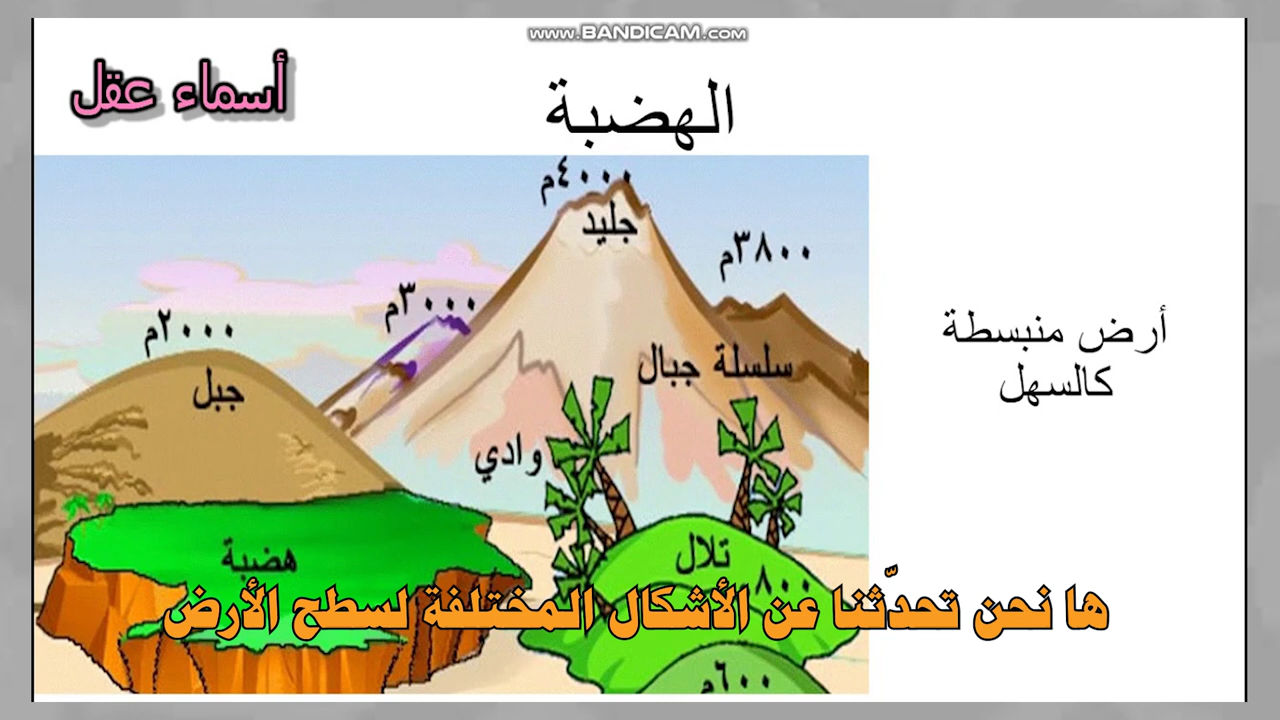 www.BANDICAM.com
أسماء عقل
الهضبة
٤٠٠٠م
جليد
٣٨٠٠م
٣٠٠٠م
٢٠٠٠م
سلسلة جبال
جبل
وادي
أرض منبسطة
كالسهل
هضبة
تلال
٨٠٠
ها نحن تحدّثنا عن الأشكال المختلفة لسطح الأرض
٦٠٠م